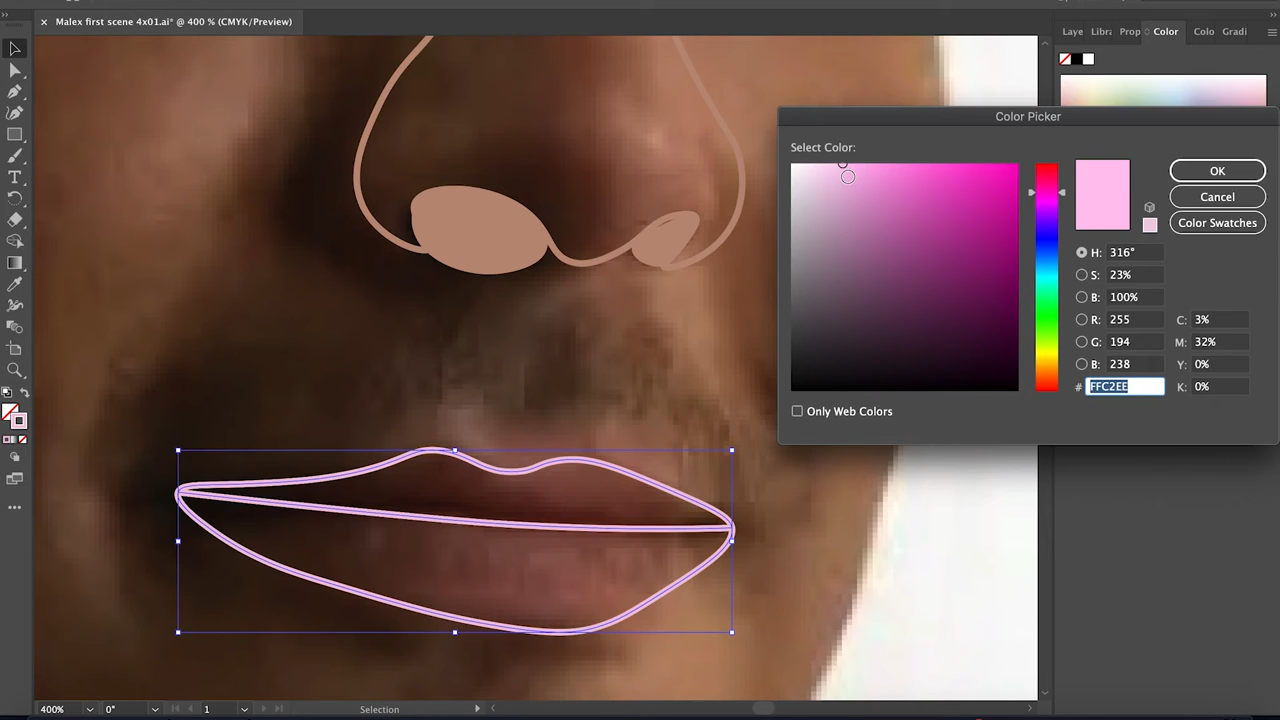 Malex first scene 4x01.ai* @ 400 % (CMYK/Preview)
Laye Libra Prop Color Colo Gradi
Color Picker
Select Color:
OK
Cancel
Color Swatches
H: 316°
S: 23%
B: 100%
R: 255 C: 3%
G: 194 M: 32%
B: 238 Y: 0%
# FFC2EE K: 0%
Only Web Colors
400% 0° 1 Selection